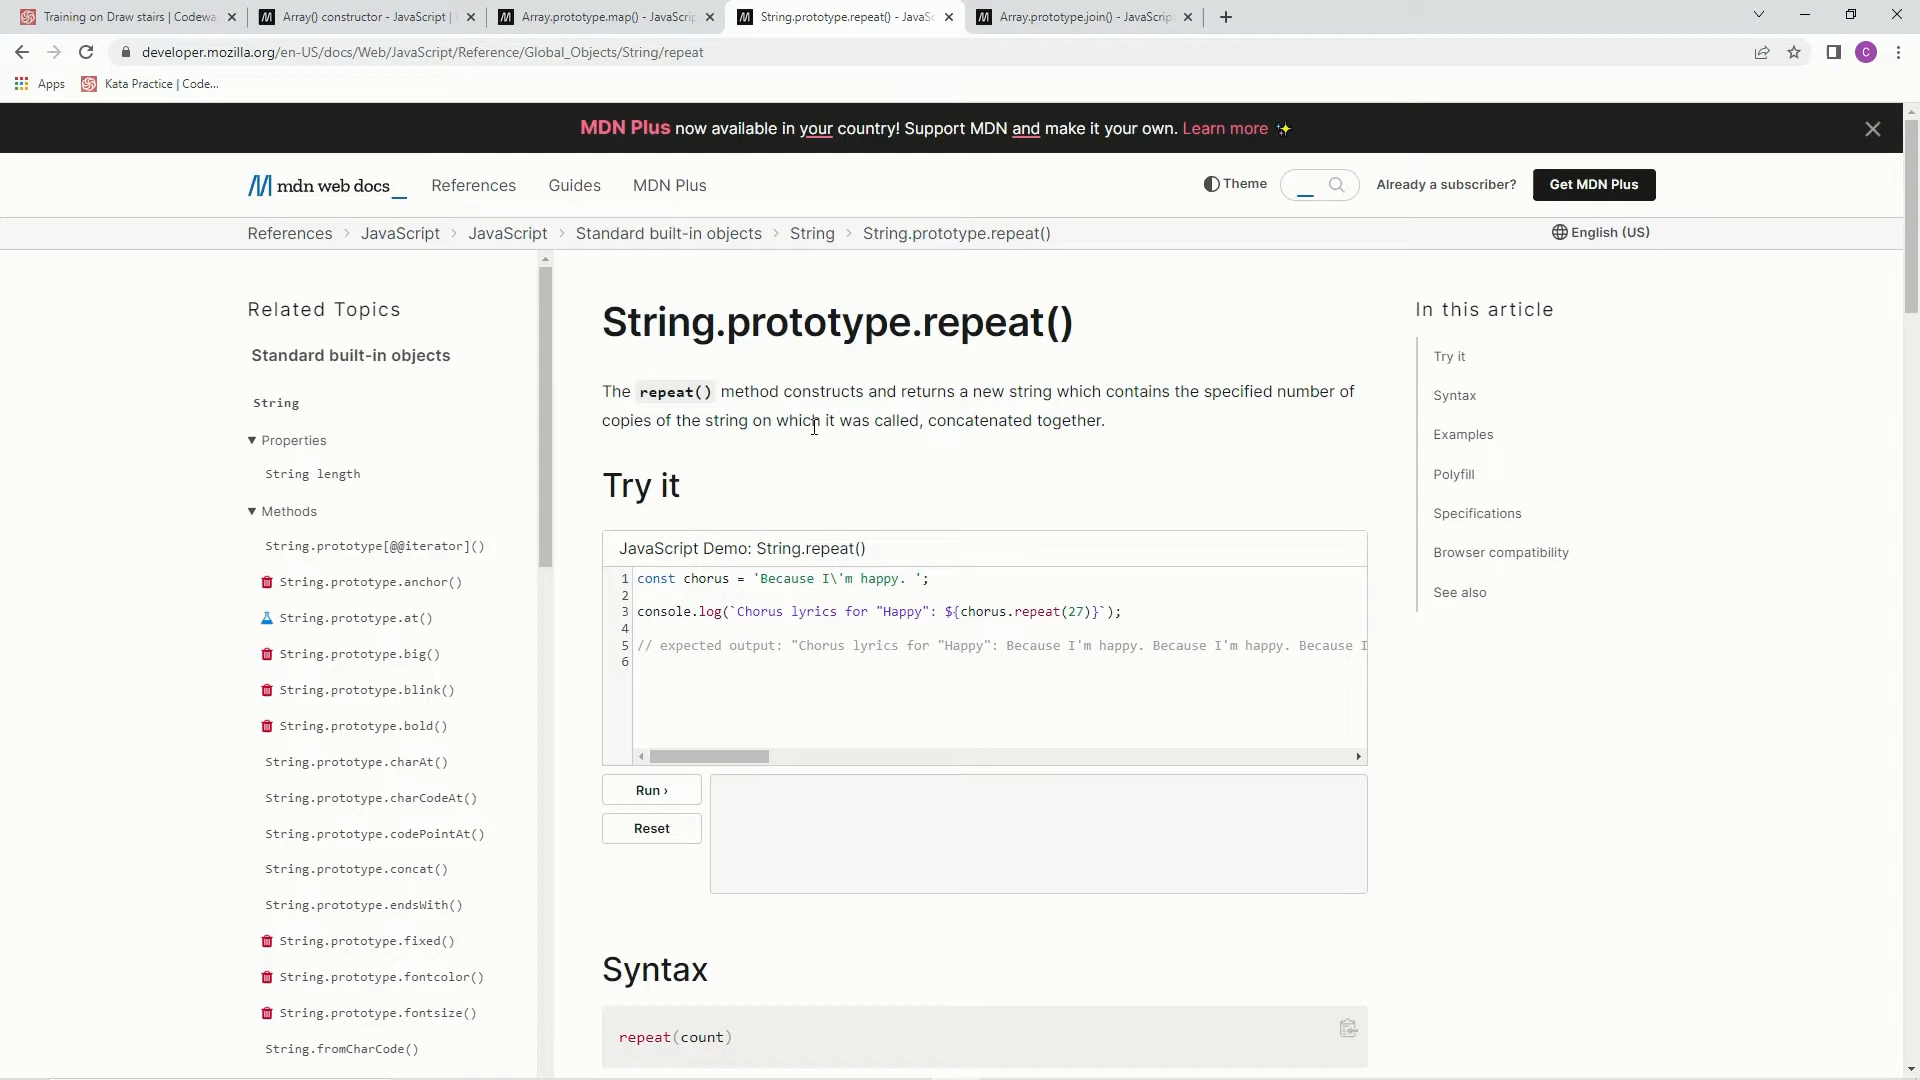 Training on Draw stairs | Codewa
Array() constructor - JavaScript |
Array.prototype.map() - JavaScrip
String.prototype.repeat() - JavaSc
Array.prototype.join() - JavaScrip
developer.mozilla.org/en-US/docs/Web/JavaScript/Reference/Global_Objects/String/repeat
C
Apps
Kata Practice | Code...
MDN Plus now available in your country! Support MDN and make it your own. Learn more ✨
mdn web docs_
References
Guides
MDN Plus
Theme
Already a subscriber?
Get MDN Plus
References > JavaScript > JavaScript > Standard built-in objects > String > String.prototype.repeat()
English (US)
Related Topics
Standard built-in objects
String
Properties
String length
Methods
String.prototype[@@iterator]()
String.prototype.anchor()
String.prototype.at()
String.prototype.big()
String.prototype.blink()
String.prototype.bold()
String.prototype.charAt()
String.prototype.charCodeAt()
String.prototype.codePointAt()
String.prototype.concat()
String.prototype.endsWith()
String.prototype.fixed()
String.prototype.fontcolor()
String.prototype.fontsize()
String.fromCharCode()
String.prototype.repeat()
The repeat() method constructs and returns a new string which contains the specified number of
copies of the string on which it was called, concatenated together.
Try it
JavaScript Demo: String.repeat()
1 const chorus = 'Because I\'m happy. ';
2
3 console.log(`Chorus lyrics for "Happy": ${chorus.repeat(27)}`);
4
5 // expected output: "Chorus lyrics for "Happy": Because I'm happy. Because I'm happy. Because I
6
Run ›
Reset
Syntax
repeat(count)
In this article
Try it
Syntax
Examples
Polyfill
Specifications
Browser compatibility
See also